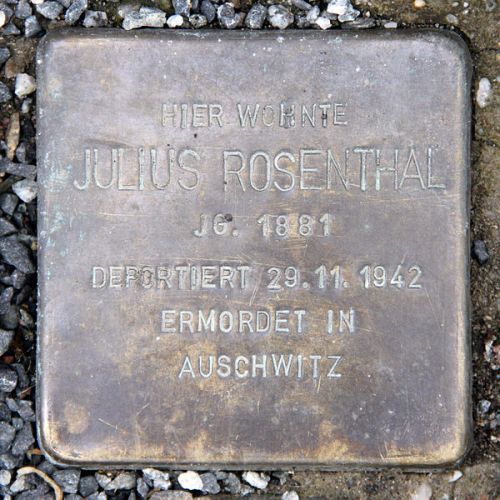 HIER WOHNTE
JULIUS ROSENTHAL
JG. 1881
DEPORTIERT 29.11.1942
ERMORDET IN
AUSCHWITZ